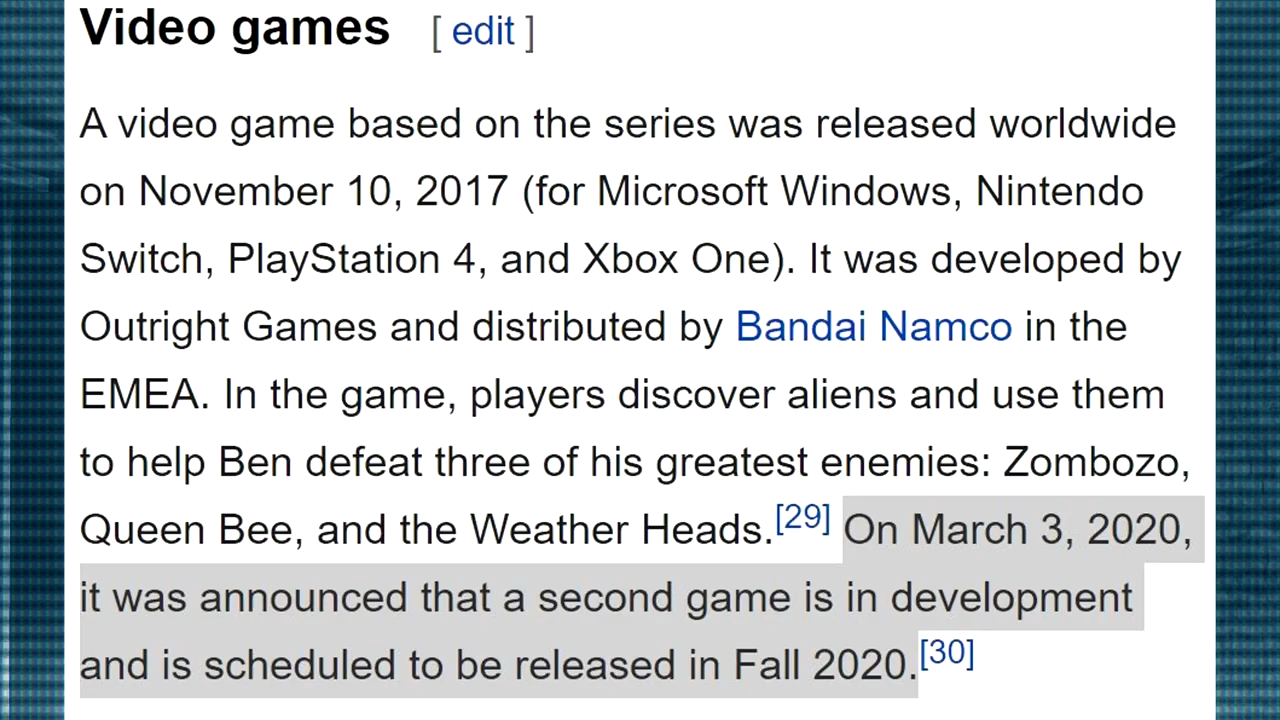 Video games [ edit ]
A video game based on the series was released worldwide
on November 10, 2017 (for Microsoft Windows, Nintendo
Switch, PlayStation 4, and Xbox One). It was developed by
Outright Games and distributed by Bandai Namco in the
EMEA. In the game, players discover aliens and use them
to help Ben defeat three of his greatest enemies: Zombozo,
Queen Bee, and the Weather Heads.[29] On March 3, 2020,
it was announced that a second game is in development
and is scheduled to be released in Fall 2020.[30]